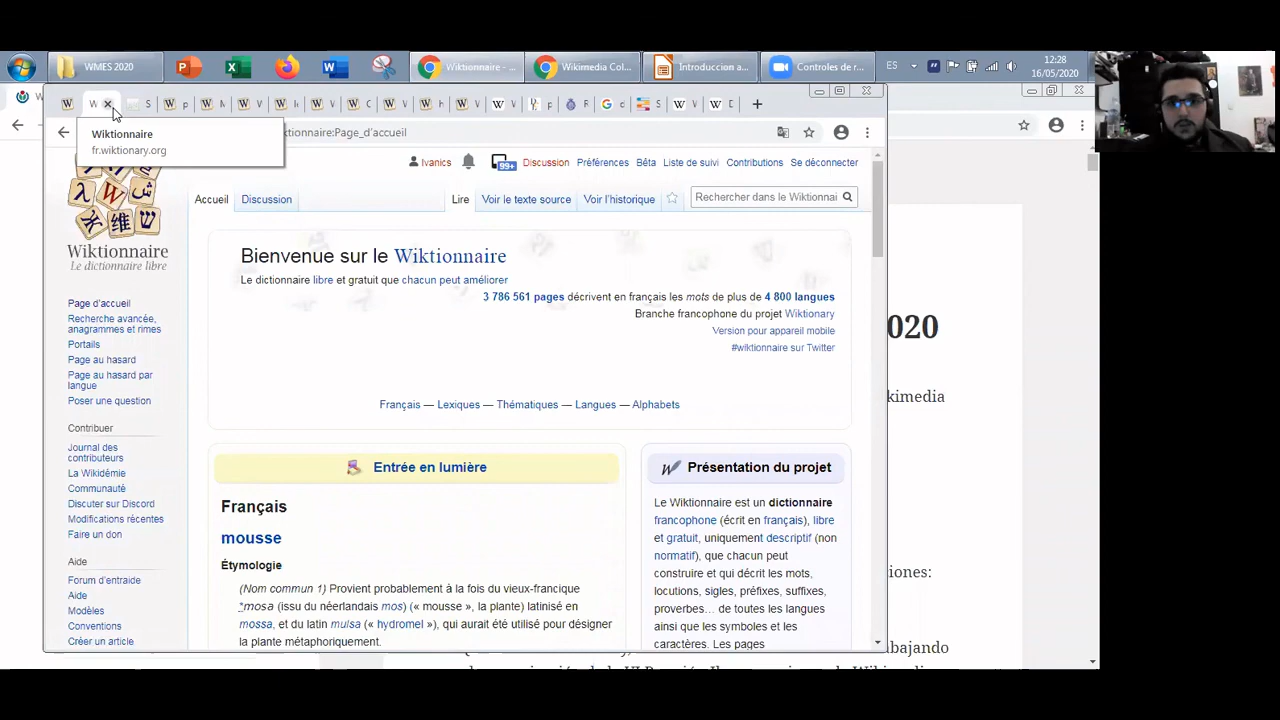 WMES 2020
Wiktionnaire - ...
Wikimedia Col...
Introduccion a...
Controles de r...
ES
12:28
16/05/2020
Wiktionnaire
fr.wiktionary.org
ktionnaire:Page_d'accueil
Ivanics
99+
Discussion
Préférences
Bêta
Liste de suivi
Contributions
Se déconnecter
Accueil
Discussion
Lire
Voir le texte source
Voir l'historique
Rechercher dans le Wiktionnai
Wiktionnaire
Le dictionnaire libre
Page d'accueil
Recherche avancée,
anagrammes et rimes
Portails
Page au hasard
Page au hasard par
langue
Poser une question
Contribuer
Journal des
contributeurs
La Wikidémie
Communauté
Discuter sur Discord
Modifications récentes
Faire un don
Aide
Forum d'entraide
Aide
Modèles
Conventions
Créer un article
Bienvenue sur le Wiktionnaire
Le dictionnaire libre et gratuit que chacun peut améliorer
3 786 561 pages décrivent en français les mots de plus de 4 800 langues
Branche francophone du projet Wiktionary
Version pour appareil mobile
#wiktionnaire sur Twitter
Français — Lexiques — Thématiques — Langues — Alphabets
Entrée en lumière
Français
mousse
Étymologie
(Nom commun 1) Provient probablement à la fois du vieux-francique
*mosa (issu du néerlandais mos) (« mousse », la plante) latinisé en
mossa, et du latin mulsa (« hydromel »), qui aurait été utilisé pour désigner
la plante métaphoriquement.
Présentation du projet
Le Wiktionnaire est un dictionnaire
francophone (écrit en français), libre
et gratuit, uniquement descriptif (non
normatif), que chacun peut
construire et qui décrit les mots,
locutions, sigles, préfixes, suffixes,
proverbes… de toutes les langues
ainsi que les symboles et les
caractères. Les pages
020
kimedia
iones:
abajando